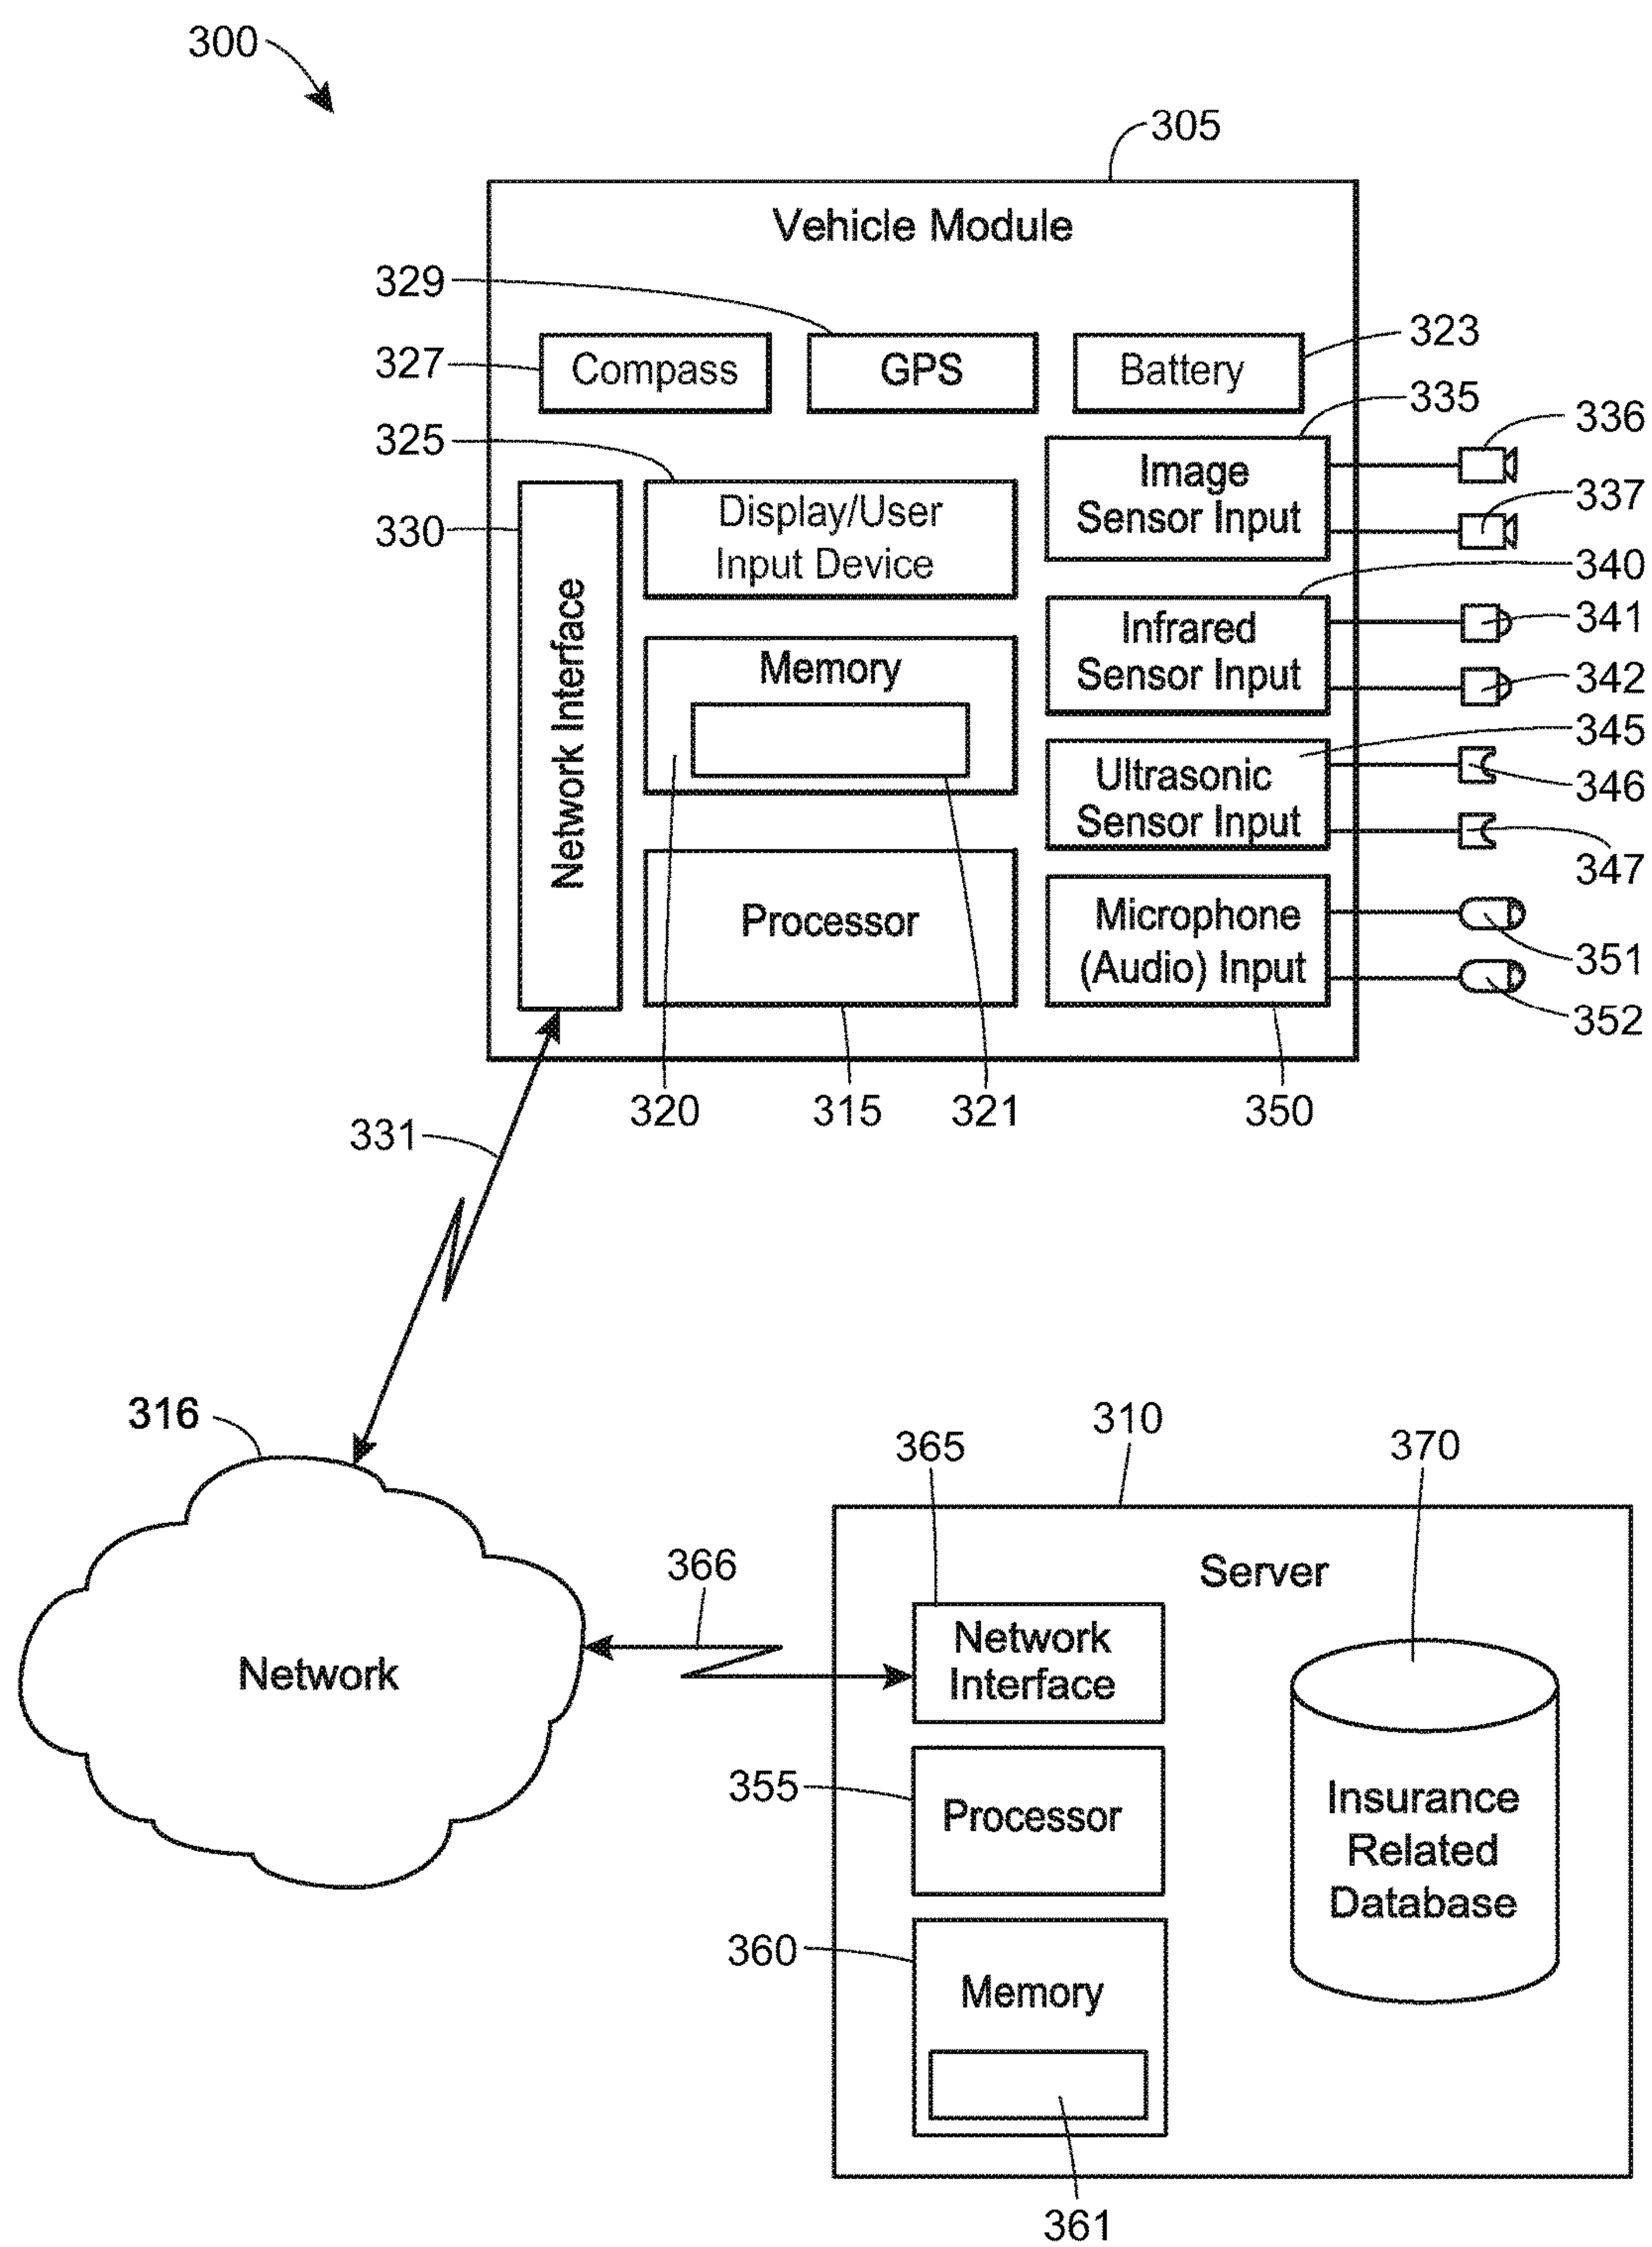 300
305
Vehicle Module
329
327
Compass
GPS
Battery
323
335
336
325
Image
Sensor Input
337
330
Display/User
Input Device
340
Network Interface
Infrared
Sensor Input
341
Memory
342
345
Ultrasonic
Sensor Input
346
347
Processor
Microphone
(Audio) Input
351
352
320
315
321
350
331
316
310
365
370
366
Server
Network
Network
Interface
355
Processor
Insurance
Related
Database
360
Memory
361